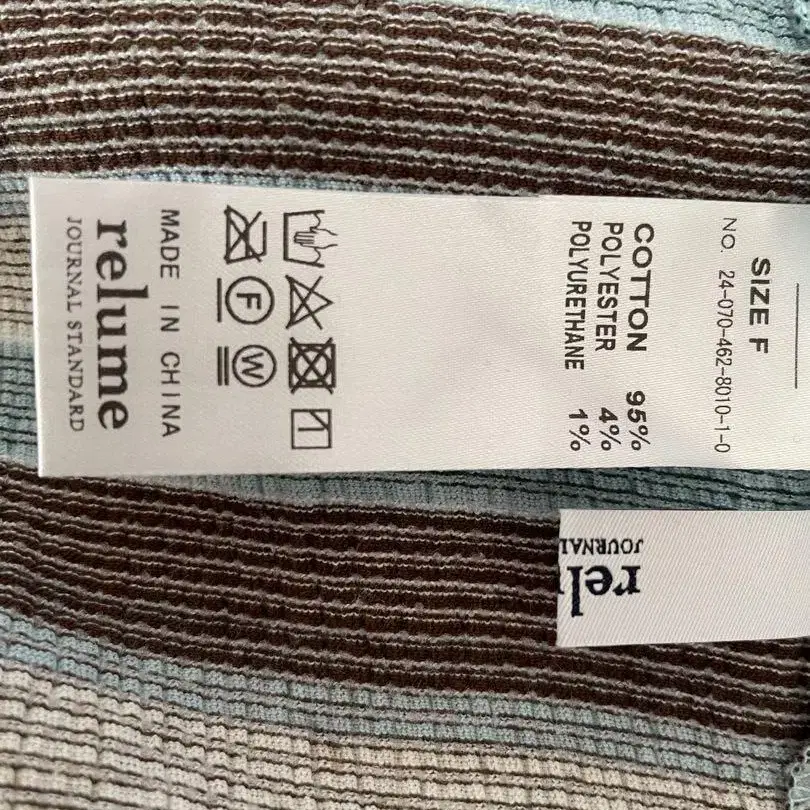 SIZE F
NO. 24-070-462-8010-1-0
COTTON 95%
POLYESTER 4%
POLYURETHANE 1%
F W
MADE IN CHINA
relume
JOURNAL STANDARD
rel
JOURNAL